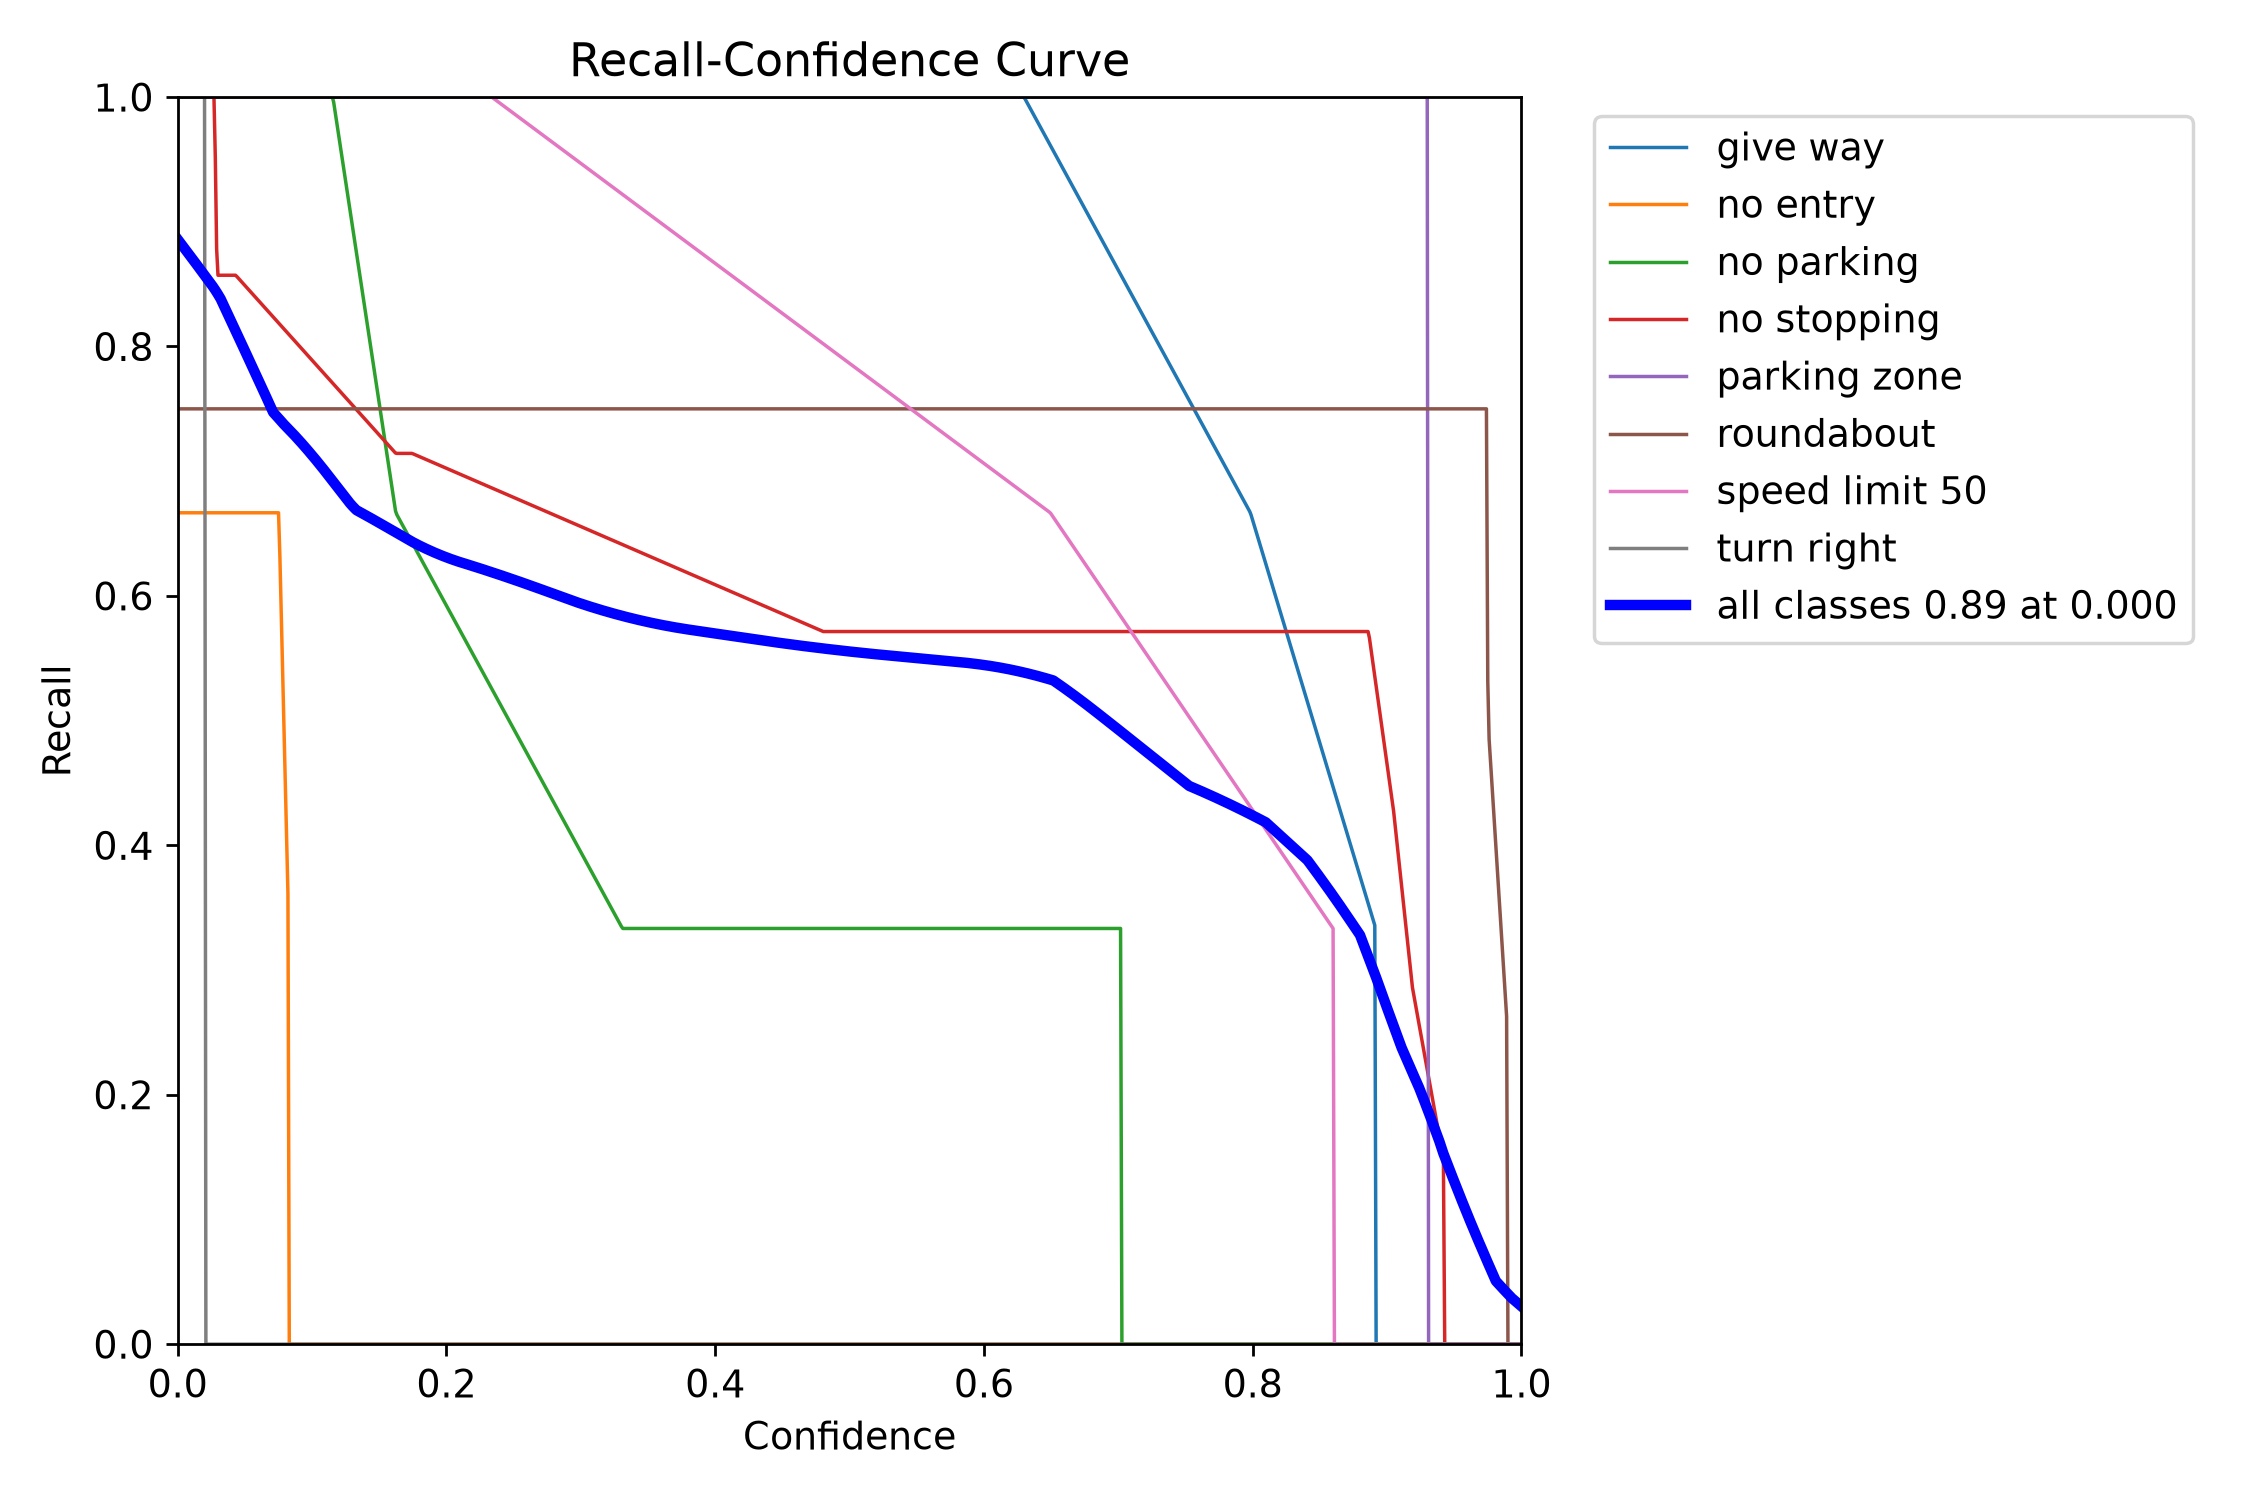 Recall-Confidence Curve
1.0
0.8
0.6
0.4
0.2
0.0
Recall
0.0 0.2 0.4 0.6 0.8 1.0
Confidence
give way
no entry
no parking
no stopping
parking zone
roundabout
speed limit 50
turn right
all classes 0.89 at 0.000